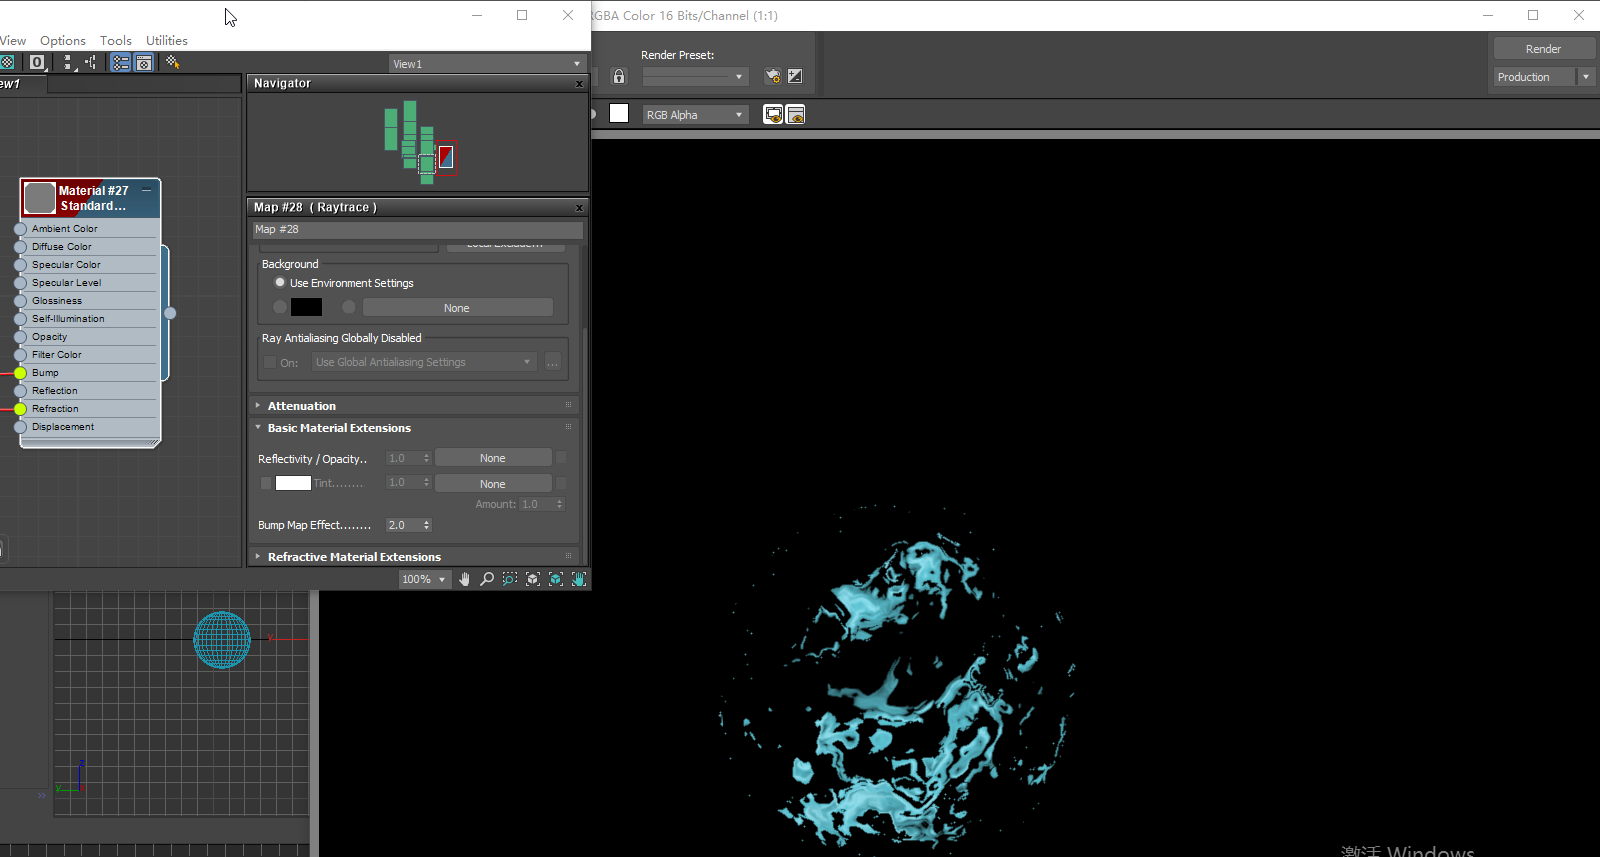 RGBA Color 16 Bits/Channel (1:1)
View Options Tools Utilities
Render Preset:
Render
Production
View1
RGB Alpha
ew1
Navigator
Material #27
Standard...
Ambient Color
Diffuse Color
Specular Color
Specular Level
Glossiness
Self-Illumination
Opacity
Filter Color
Bump
Reflection
Refraction
Displacement
Map #28 ( Raytrace )
Map #28
Background
Use Environment Settings
None
Ray Antialiasing Globally Disabled
On: Use Global Antialiasing Settings ...
Attenuation
Basic Material Extensions
Reflectivity / Opacity.. 1.0 None
Tint........ 1.0 None
Amount: 1.0
Bump Map Effect........ 2.0
Refractive Material Extensions
100%
y
z
y
激活 Windows